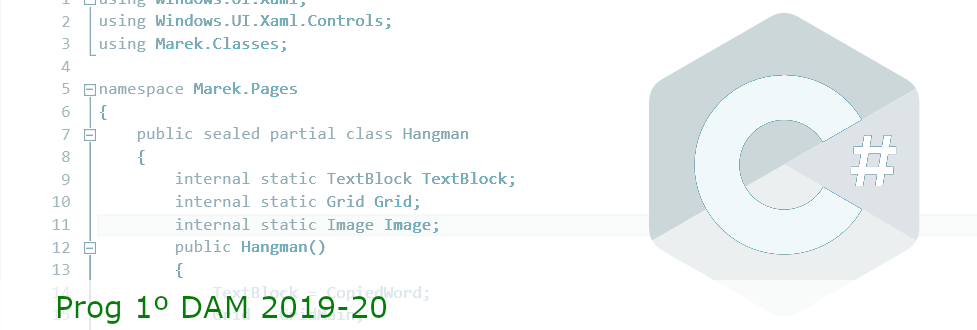 1 using Windows.UI.Xaml;
2 using Windows.UI.Xaml.Controls;
3 using Marek.Classes;
4
5 namespace Marek.Pages
6 {
7 public sealed partial class Hangman
8 {
9 internal static TextBlock TextBlock;
10 internal static Grid Grid;
11 internal static Image Image;
12 public Hangman()
13 {
14 TextBlock = CopiedWord;
Prog 1º DAM 2019-20
C#